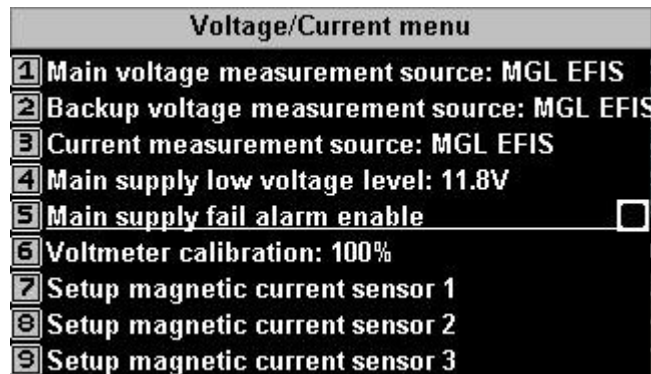 Voltage/Current menu
1 Main voltage measurement source: MGL EFIS
2 Backup voltage measurement source: MGL EFIS
3 Current measurement source: MGL EFIS
4 Main supply low voltage level: 11.8V
5 Main supply fail alarm enable
6 Voltmeter calibration: 100%
7 Setup magnetic current sensor 1
8 Setup magnetic current sensor 2
9 Setup magnetic current sensor 3